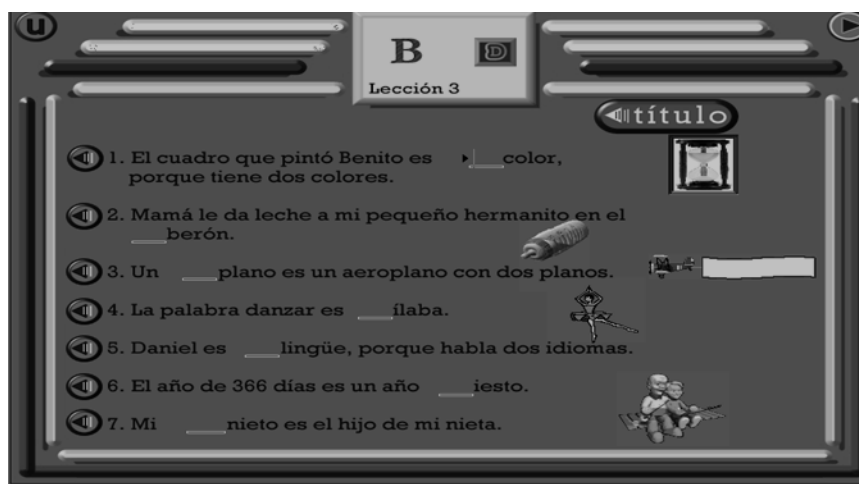 u
B D
Lección 3
título
1. El cuadro que pintó Benito es ___color,
porque tiene dos colores.
2. Mamá le da leche a mi pequeño hermanito en el
___berón.
3. Un ___plano es un aeroplano con dos planos.
4. La palabra danzar es ___ílaba.
5. Daniel es ___lingüe, porque habla dos idiomas.
6. El año de 366 días es un año ___iesto.
7. Mi ___nieto es el hijo de mi nieta.